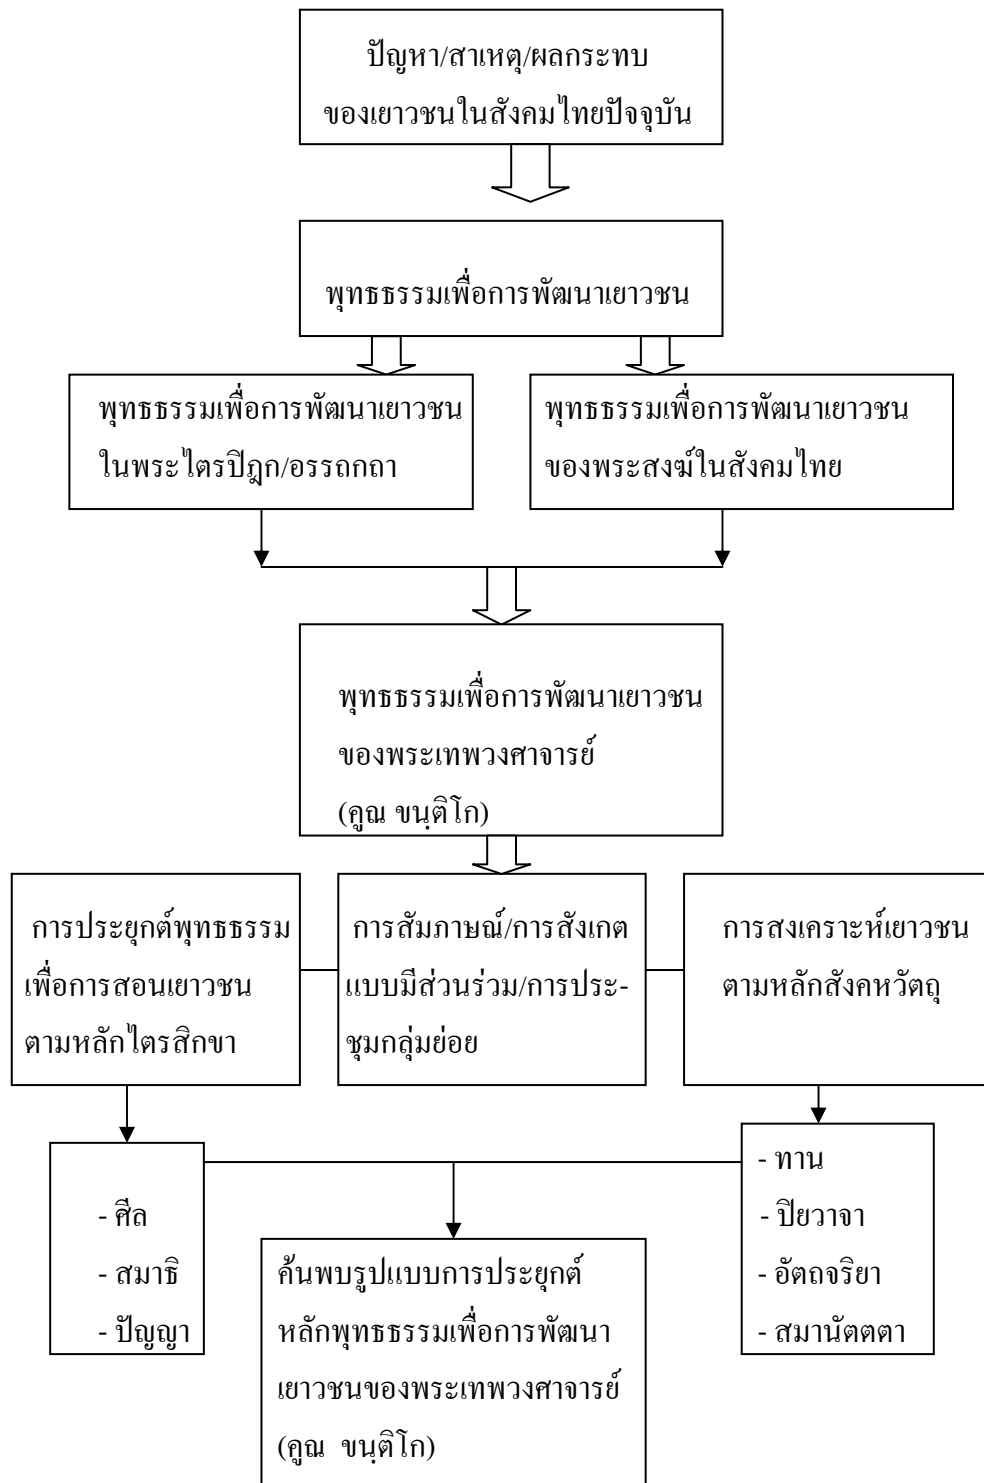 ปัญหา/สาเหตุ/ผลกระทบ
ของเยาวชนในสังคมไทยปัจจุบัน
พุทธธรรมเพื่อการพัฒนาเยาวชน
พุทธธรรมเพื่อการพัฒนาเยาวชน
ในพระไตรปิฎก/อรรถกถา
พุทธธรรมเพื่อการพัฒนาเยาวชน
ของพระสงฆ์ในสังคมไทย
พุทธธรรมเพื่อการพัฒนาเยาวชน
ของพระเทพวงศาจารย์
(คูณ ขนฺติโก)
การประยุกต์พุทธธรรม
เพื่อการสอนเยาวชน
ตามหลักไตรสิกขา
การสัมภาษณ์/การสังเกต
แบบมีส่วนร่วม/การประ-
ชุมกลุ่มย่อย
การสงเคราะห์เยาวชน
ตามหลักสังคหวัตถุ
- ศีล
- สมาธิ
- ปัญญา
- ทาน
- ปิยวาจา
- อัตถจริยา
- สมานัตตตา
ค้นพบรูปแบบการประยุกต์
หลักพุทธธรรมเพื่อการพัฒนา
เยาวชนของพระเทพวงศาจารย์
(คูณ  ขนฺติโก)